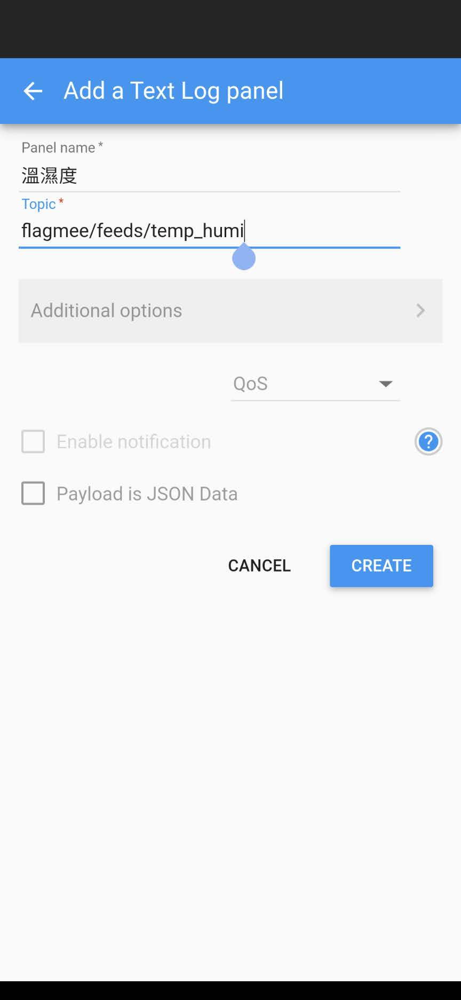 Add a Text Log panel
Panel name *
溫濕度
Topic *
flagmee/feeds/temp_humi
Additional options
QoS
Enable notification
?
Payload is JSON Data
CANCEL
CREATE